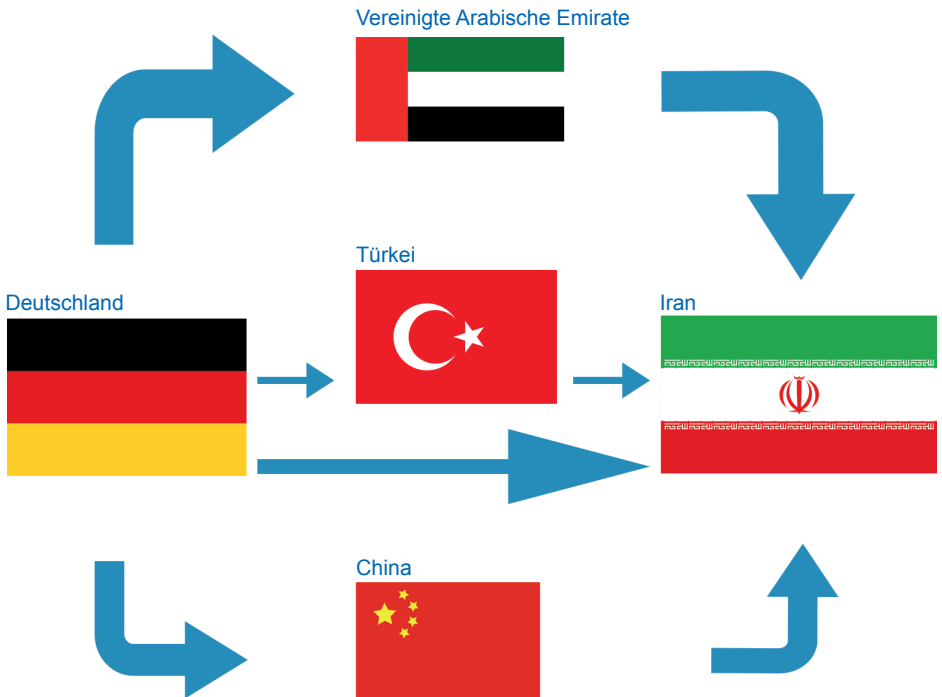 Vereinigte Arabische Emirate
Türkei
Deutschland
Iran
China